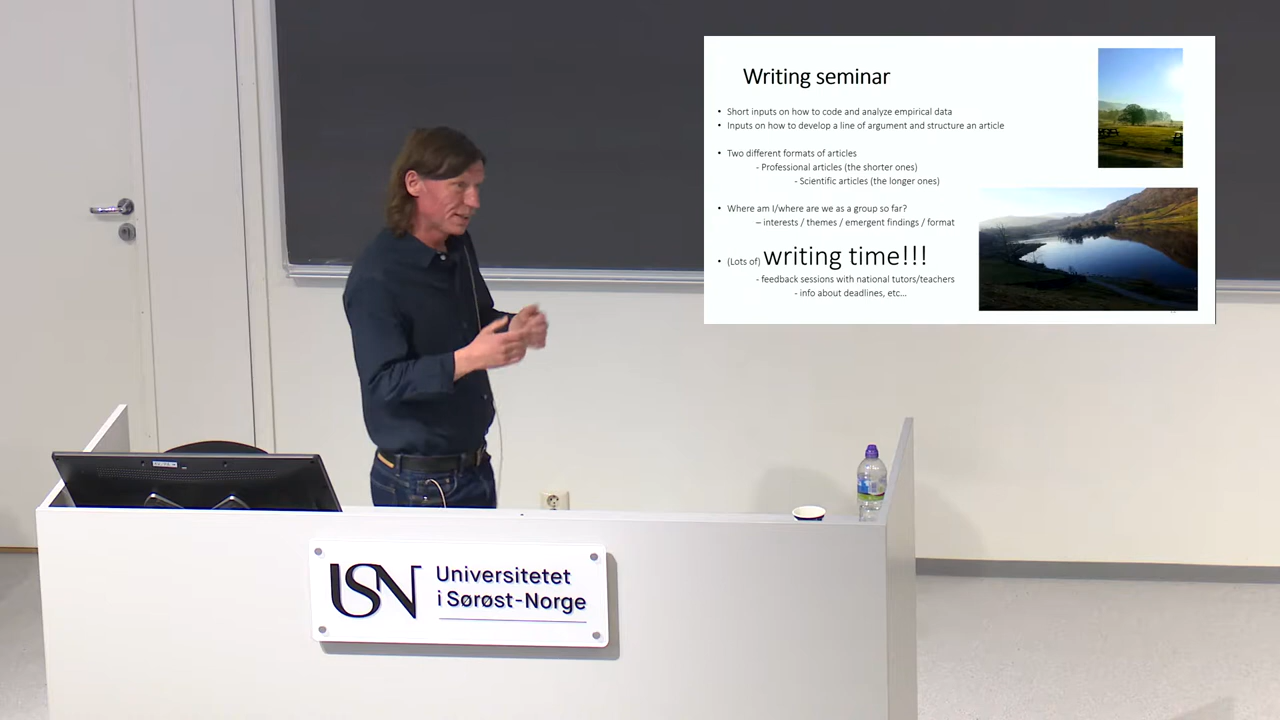 Writing seminar
• Short inputs on how to code and analyze empirical data
• Inputs on how to develop a line of argument and structure an article
• Two different formats of articles
- Professional articles (the shorter ones)
- Scientific articles (the longer ones)
• Where am I/where are we as a group so far?
– interests / themes / emergent findings / format
• (Lots of) writing time!!!
- feedback sessions with national tutors/teachers
- info about deadlines, etc...
USN
Universitetet
i Sørøst-Norge